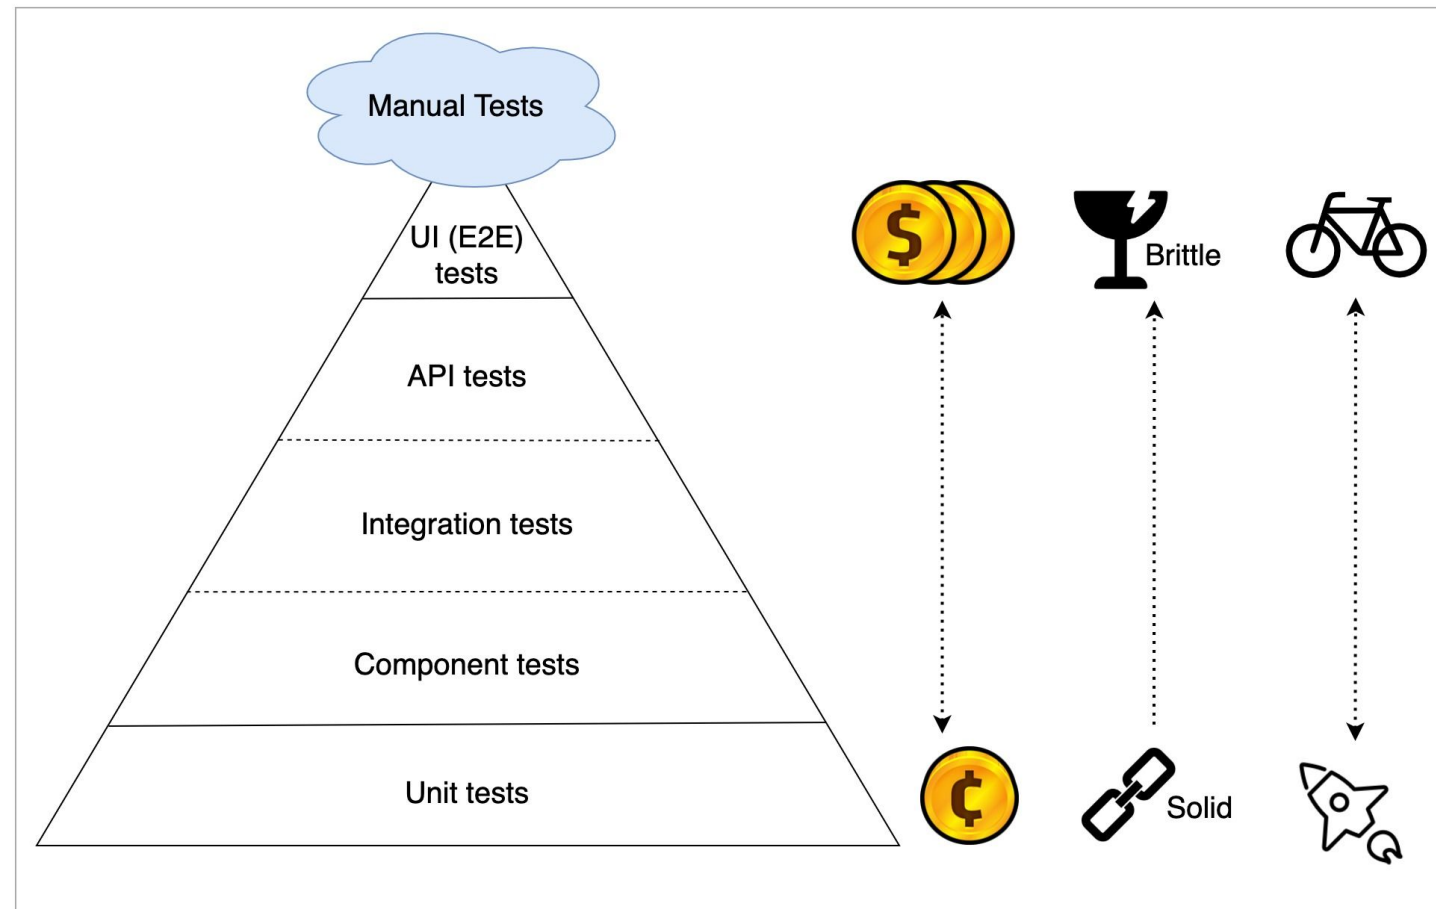 Manual Tests
UI (E2E)
tests
API tests
Integration tests
Component tests
Unit tests
$
Brittle
¢
Solid